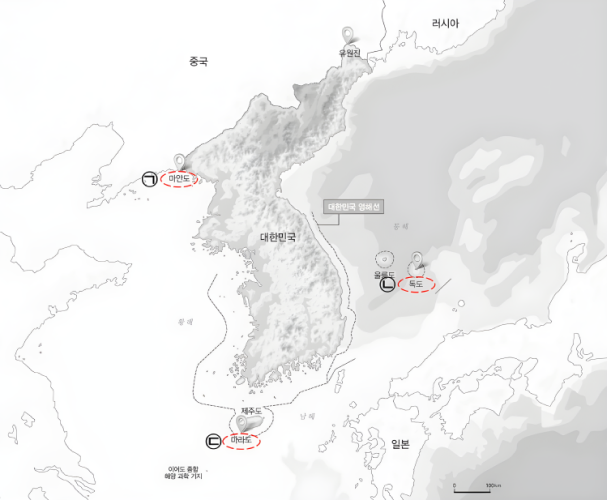 러시아
유원진
중국
㉠ 마안도
대한민국 영해선
동 해
대한민국
울릉도
㉡ 독도
황 해
제주도
남 해
㉢ 마라도
일본
이어도 종합
해양 과학 기지
0 100km